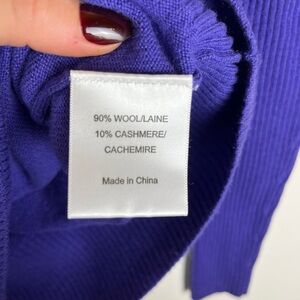 90% WOOL/LAINE
10% CASHMERE/
CACHEMIRE
Made in China